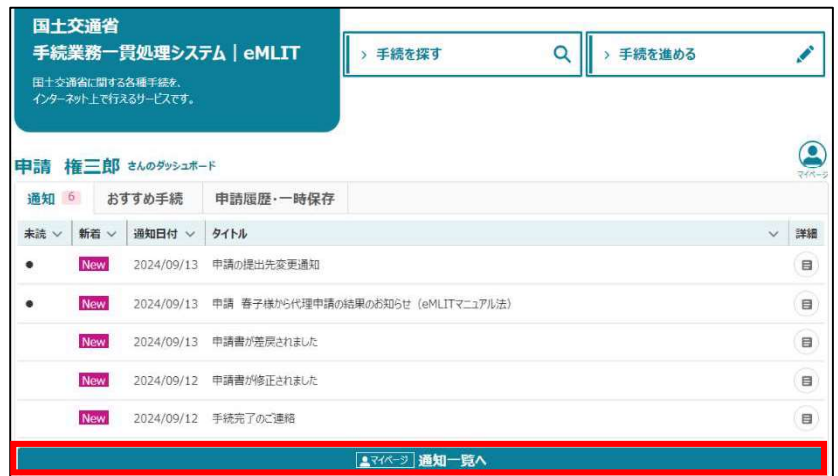 国土交通省
手続業務一貫処理システム | eMLIT
国土交通省に関する各種手続を、
インターネット上で行えるサービスです。
› 手続を探す
› 手続を進める
申請 権三郎 さんのダッシュボード
マイページ
通知 6 おすすめ手続 申請履歴・一時保存
未読 新着 通知日付 タイトル 詳細
● New 2024/09/13 申請の提出先変更通知
● New 2024/09/13 申請 春子様から代理申請の結果のお知らせ（eMLITマニュアル法）
New 2024/09/13 申請書が差戻されました
New 2024/09/12 申請書が修正されました
New 2024/09/12 手続完了のご連絡
マイページ 通知一覧へ